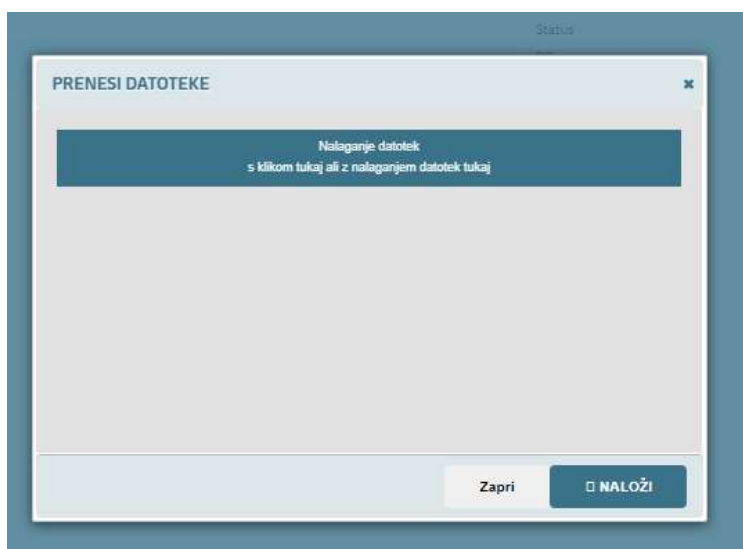 Status
PRENESI DATOTEKE
Nalaganje datotek
s klikom tukaj ali z nalaganjem datotek tukaj
Zapri
NALOŽI